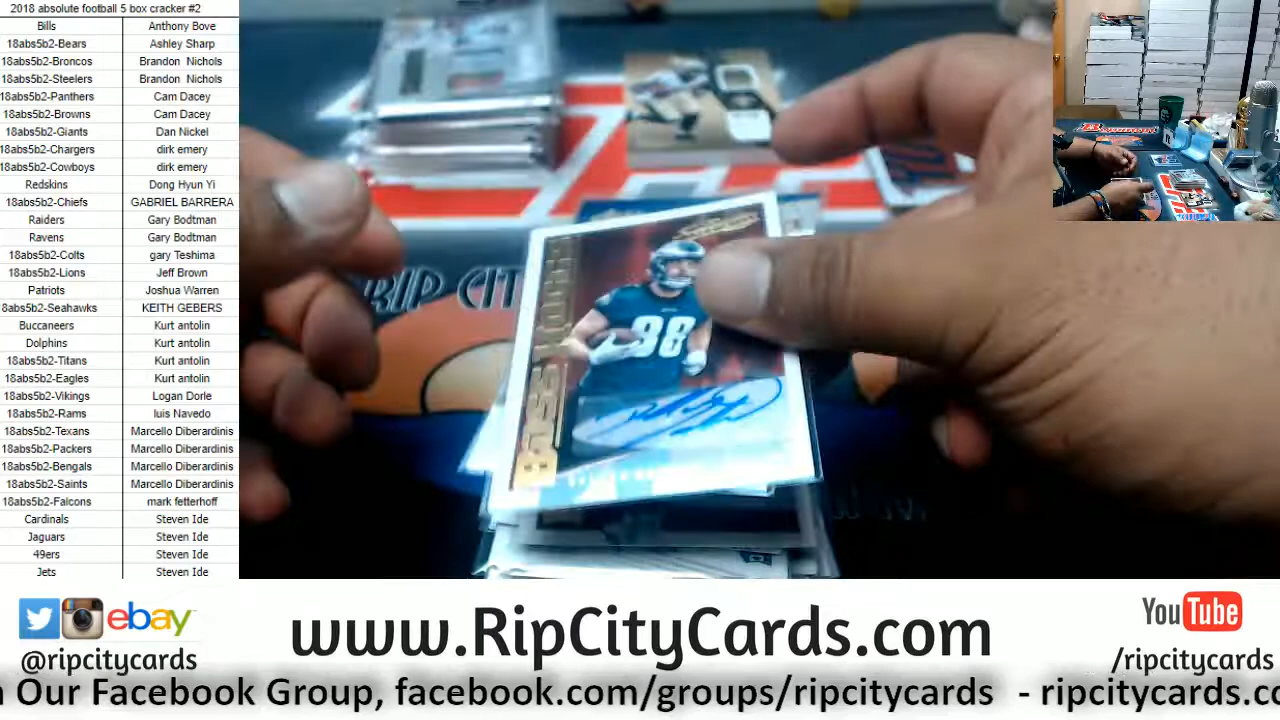 2018 absolute football 5 box cracker #2
Bills Anthony Bove
18abs5b2-Bears Ashley Sharp
18abs5b2-Broncos Brandon Nichols
18abs5b2-Steelers Brandon Nichols
18abs5b2-Panthers Cam Dacey
18abs5b2-Browns Cam Dacey
18abs5b2-Giants Dan Nickel
18abs5b2-Chargers dirk emery
18abs5b2-Cowboys dirk emery
Redskins Dong Hyun Yi
18abs5b2-Chiefs GABRIEL BARRERA
Raiders Gary Bodtman
Ravens Gary Bodtman
18abs5b2-Colts gary Teshima
18abs5b2-Lions Jeff Brown
Patriots Joshua Warren
8abs5b2-Seahawks KEITH GEBERS
Buccaneers Kurt antolin
Dolphins Kurt antolin
18abs5b2-Titans Kurt antolin
18abs5b2-Eagles Kurt antolin
18abs5b2-Vikings Logan Dorle
18abs5b2-Rams luis Navedo
18abs5b2-Texans Marcello Diberardinis
18abs5b2-Packers Marcello Diberardinis
18abs5b2-Bengals Marcello Diberardinis
18abs5b2-Saints Marcello Diberardinis
18abs5b2-Falcons mark fetterhoff
Cardinals Steven Ide
Jaguars Steven Ide
49ers Steven Ide
Jets Steven Ide
RIP CIT
88
ebay
@ripcitycards
www.RipCityCards.com
YouTube
/ripcitycards
n Our Facebook Group, facebook.com/groups/ripcitycards - ripcitycards.co